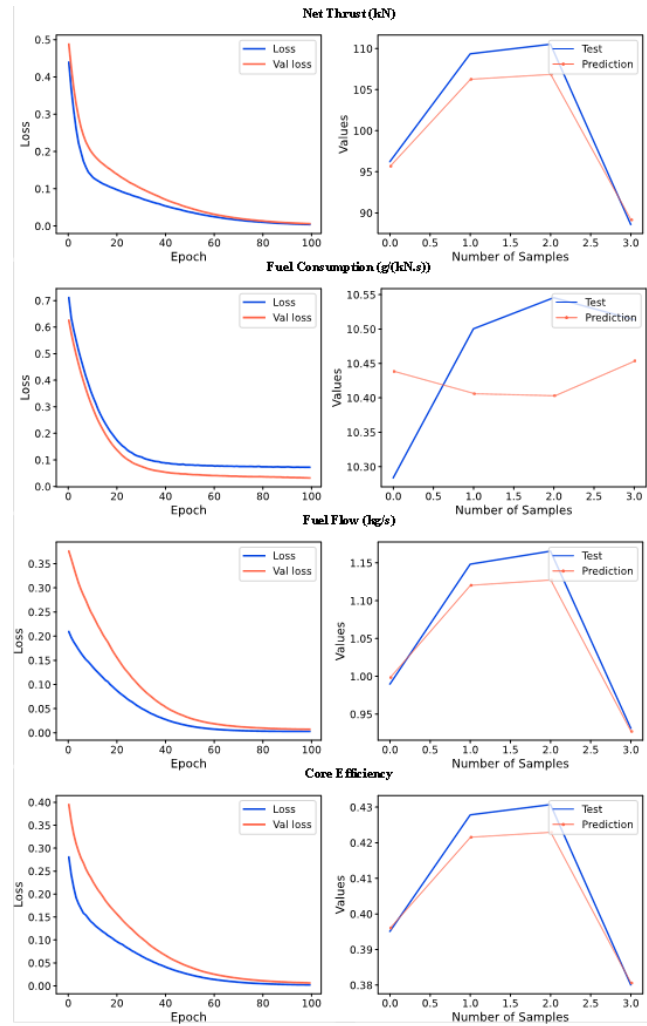 Net Thrust (kN)
0.5
0.4
0.3
0.2
0.1
0.0
Loss
Loss
Val loss
0 20 40 60 80 100
Epoch
110
105
100
95
90
Values
Test
Prediction
0.0 0.5 1.0 1.5 2.0 2.5 3.0
Number of Samples
Fuel Consumption (g/(kN.s))
0.7
0.6
0.5
0.4
0.3
0.2
0.1
0.0
Loss
Loss
Val loss
0 20 40 60 80 100
Epoch
10.55
10.50
10.45
10.40
10.35
10.30
Values
Test
Prediction
0.0 0.5 1.0 1.5 2.0 2.5 3.0
Number of Samples
Fuel Flow (kg/s)
0.35
0.30
0.25
0.20
0.15
0.10
0.05
0.00
Loss
Loss
Val loss
0 20 40 60 80 100
Epoch
1.15
1.10
1.05
1.00
0.95
Values
Test
Prediction
0.0 0.5 1.0 1.5 2.0 2.5 3.0
Number of Samples
Core Efficiency
0.40
0.35
0.30
0.25
0.20
0.15
0.10
0.05
0.00
Loss
Loss
Val loss
0 20 40 60 80 100
Epoch
0.43
0.42
0.41
0.40
0.39
0.38
Values
Test
Prediction
0.0 0.5 1.0 1.5 2.0 2.5 3.0
Number of Samples